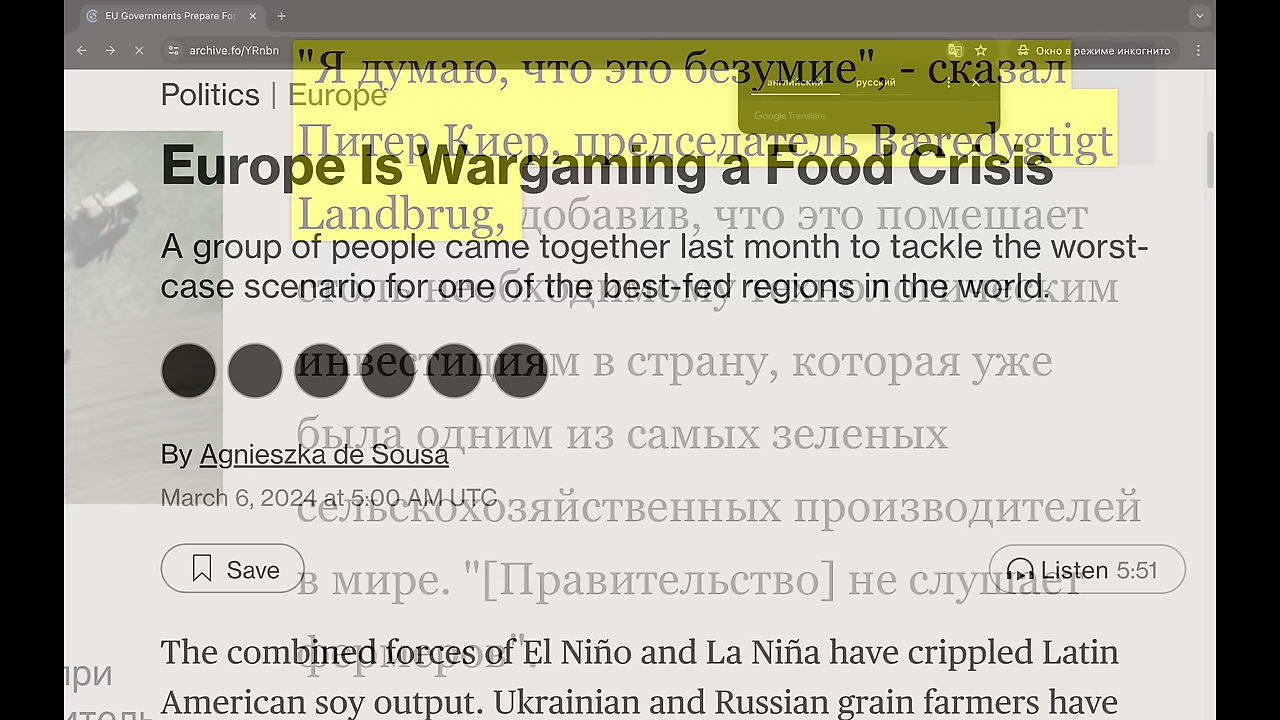 EU Governments Prepare For
archive.fo/YRnbn
Окно в режиме инкогнито
"Я думаю, что это безумие", - сказал
Питер Киер, председатель Bæredygtigt
Landbrug, добавив, что это помешает
столь необходимому технологическим
инвестициям в страну, которая уже
была одним из самых зеленых
сельскохозяйственных производителей
в мире. "[Правительство] не слушает
фермеров".
английский русский
Google Translate
Politics | Europe
Europe Is Wargaming a Food Crisis
A group of people came together last month to tackle the worst-
case scenario for one of the best-fed regions in the world.
By Agnieszka de Sousa
March 6, 2024 at 5:00 AM UTC
Save
Listen 5:51
The combined forces of El Niño and La Niña have crippled Latin
American soy output. Ukrainian and Russian grain farmers have
при